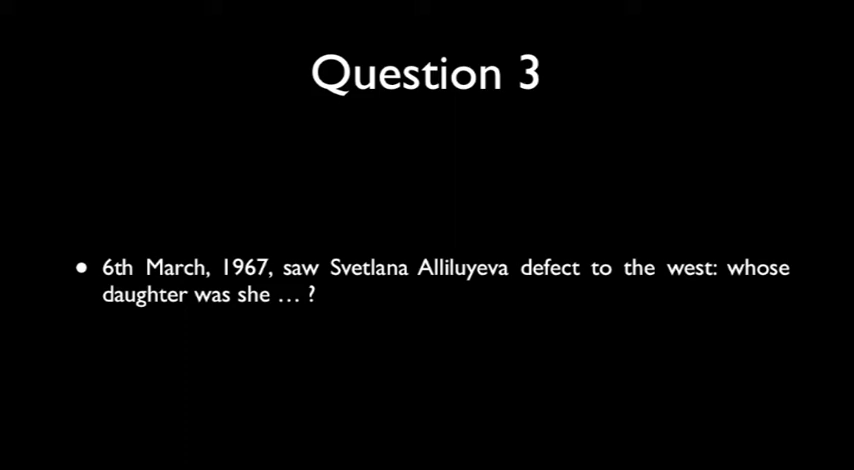 Question 3
• 6th March, 1967, saw Svetlana Alliluyeva defect to the west: whose
daughter was she … ?